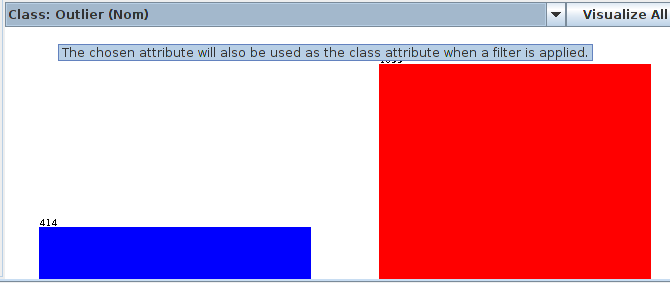 Class: Outlier (Nom)
Visualize All
The chosen attribute will also be used as the class attribute when a filter is applied.
414